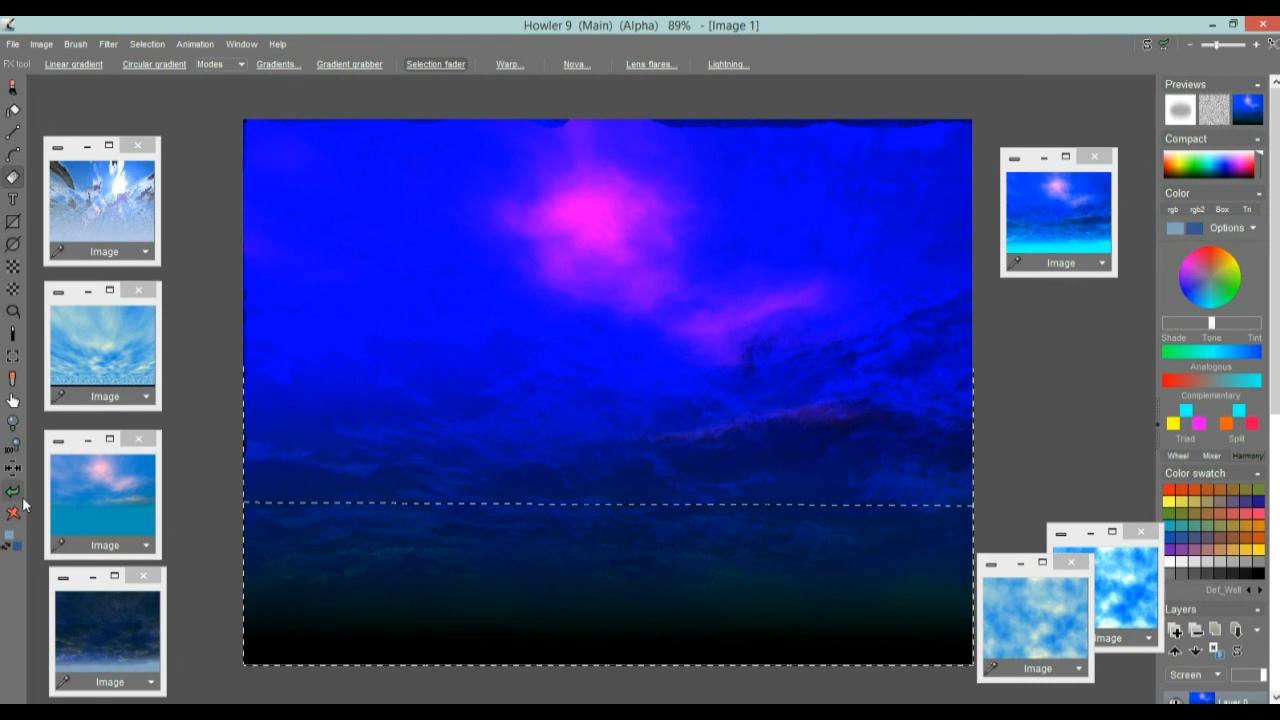 Howler 9 (Main) (Alpha) 89% - [Image 1]
File Image Brush Filter Selection Animation Window Help
FX tool Linear gradient Circular gradient Modes Gradients... Gradient grabber Selection fader Warp... Nova... Lens flares... Lightning...
Previews
Compact
Color
rgb rgb2 Box Tri
Options
Image
Image
Image
Image
Image
Image
Shade Tone Tint
Analogous
Complementary
Triad Split
Wheel Mixer Harmony
Color swatch
Def_Well
Layers
Image
Screen
Layer 0